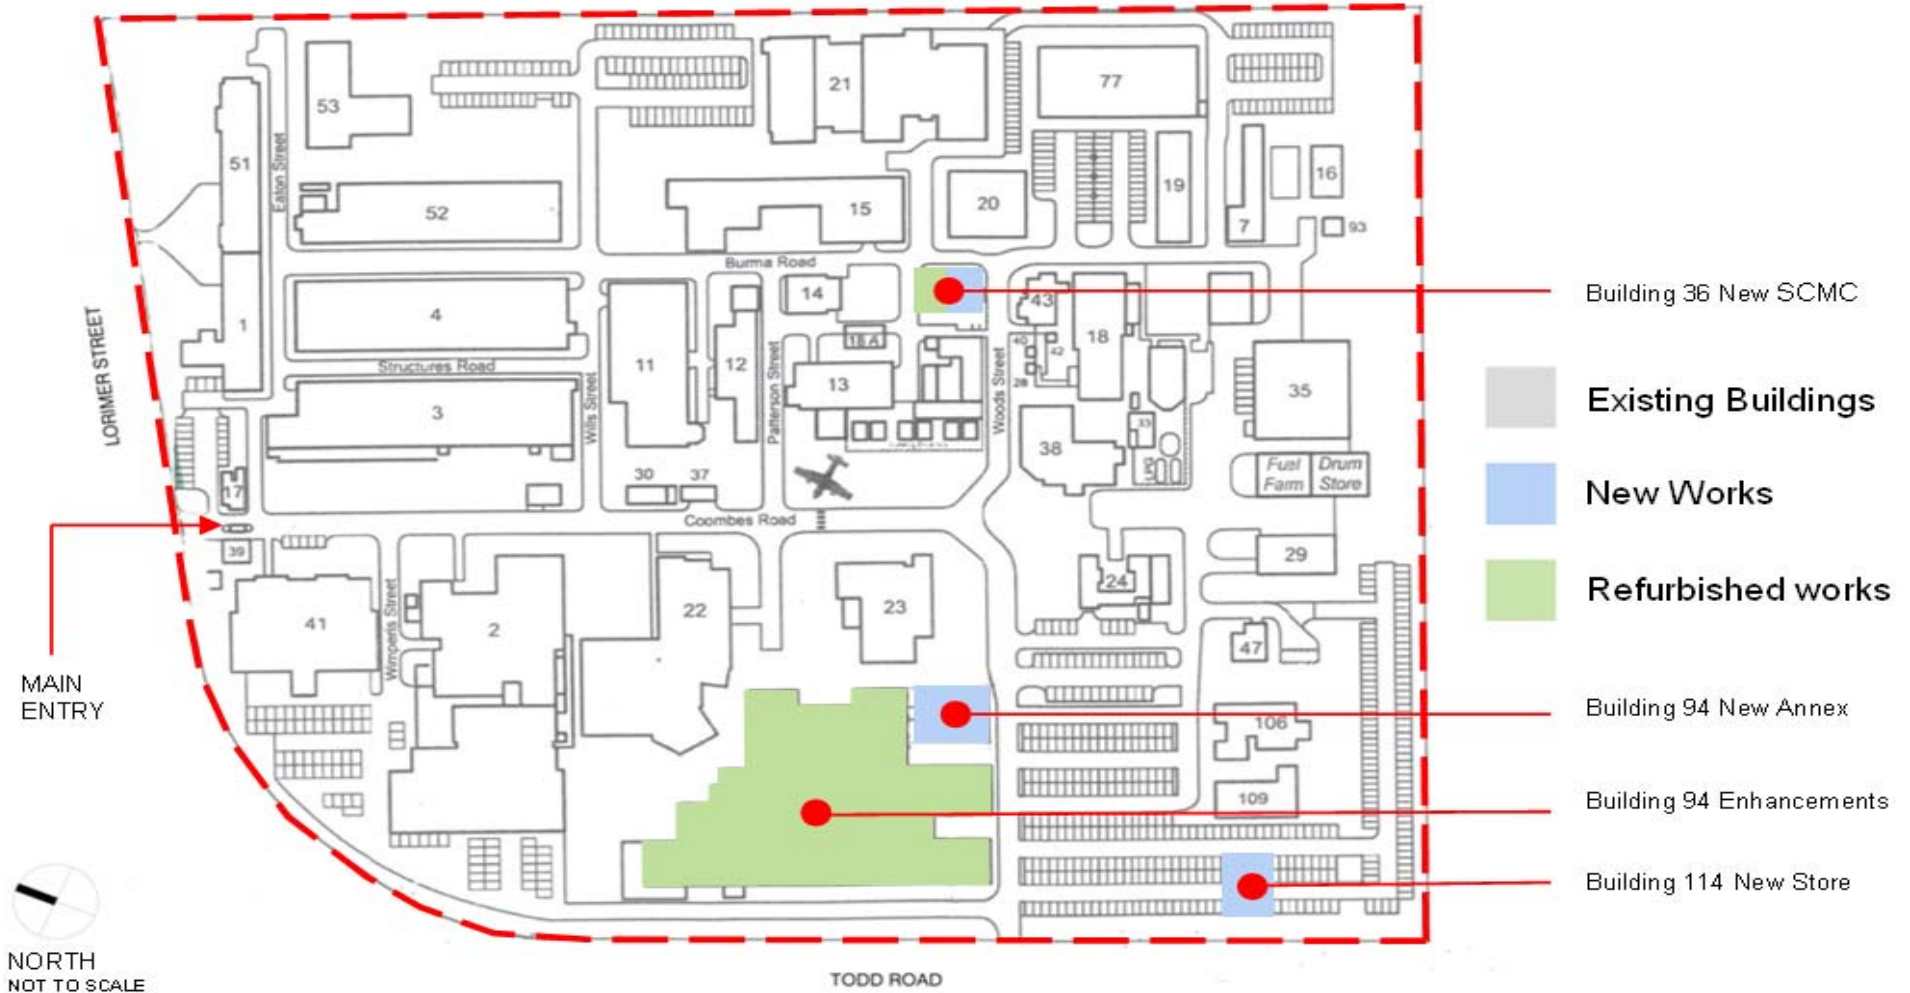 21
77
53
51
Eaton Street
16
19
52
15
20
7
93
Burma Road
14
43
Building 36 New SCMC
4
1
18
LORIMER STREET
15 A
40
42
Structures Road
11
12
13
28
35
Existing Buildings
3
Wills Street
Patterson Street
Woods Street
38
33
LPG
Fuel
Farm
Drum
Store
30
37
17
New Works
Coombes Road
39
29
24
Refurbished works
41
Wimperis Street
2
22
23
47
MAIN
ENTRY
106
Building 94 New Annex
109
Building 94 Enhancements
Building 114 New Store
NORTH
NOT TO SCALE
TODD ROAD